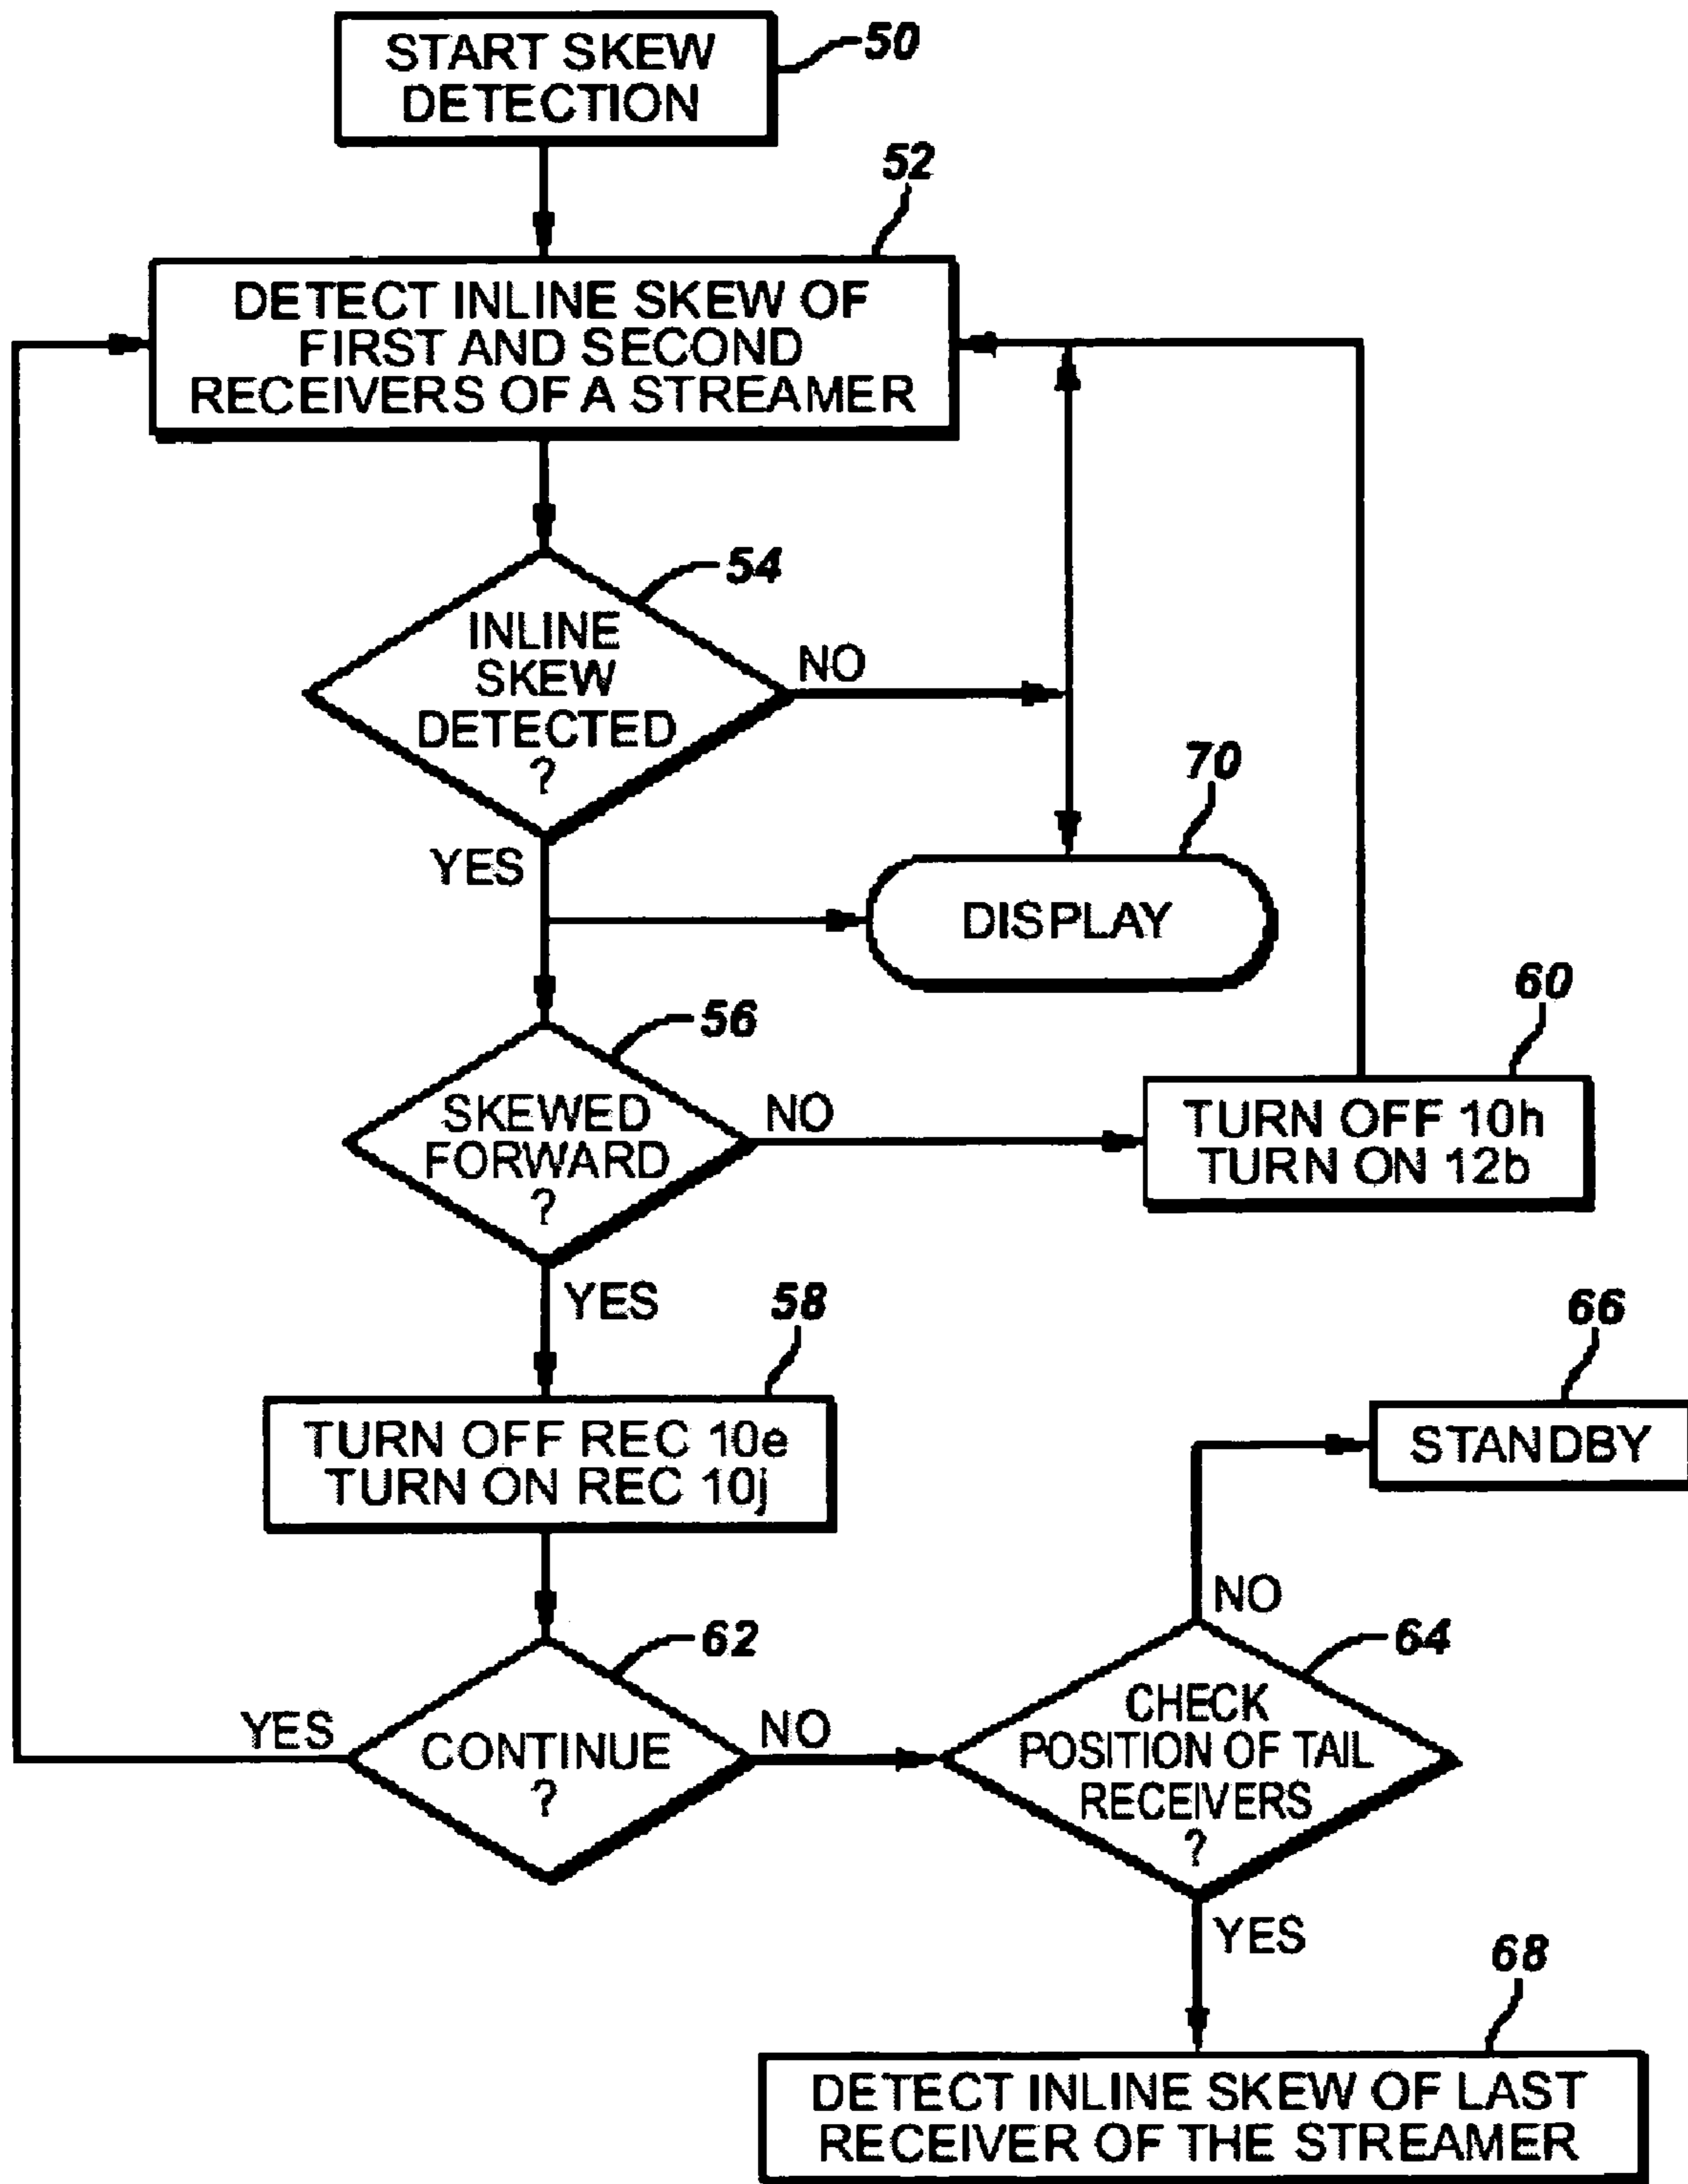 START SKEW
DETECTION
50
52
DETECT INLINE SKEW OF
FIRST AND SECOND
RECEIVERS OF A STREAMER
54
INLINE
SKEW
DETECTED
?
NO
YES
70
DISPLAY
56
SKEWED
FORWARD
?
NO
60
TURN OFF 10h
TURN ON 12b
YES
58
TURN OFF REC 10e
TURN ON REC 10j
66
STANDBY
62
CONTINUE
?
YES
NO
NO
64
CHECK
POSITION OF TAIL
RECEIVERS
?
YES
68
DETECT INLINE SKEW OF LAST
RECEIVER OF THE STREAMER